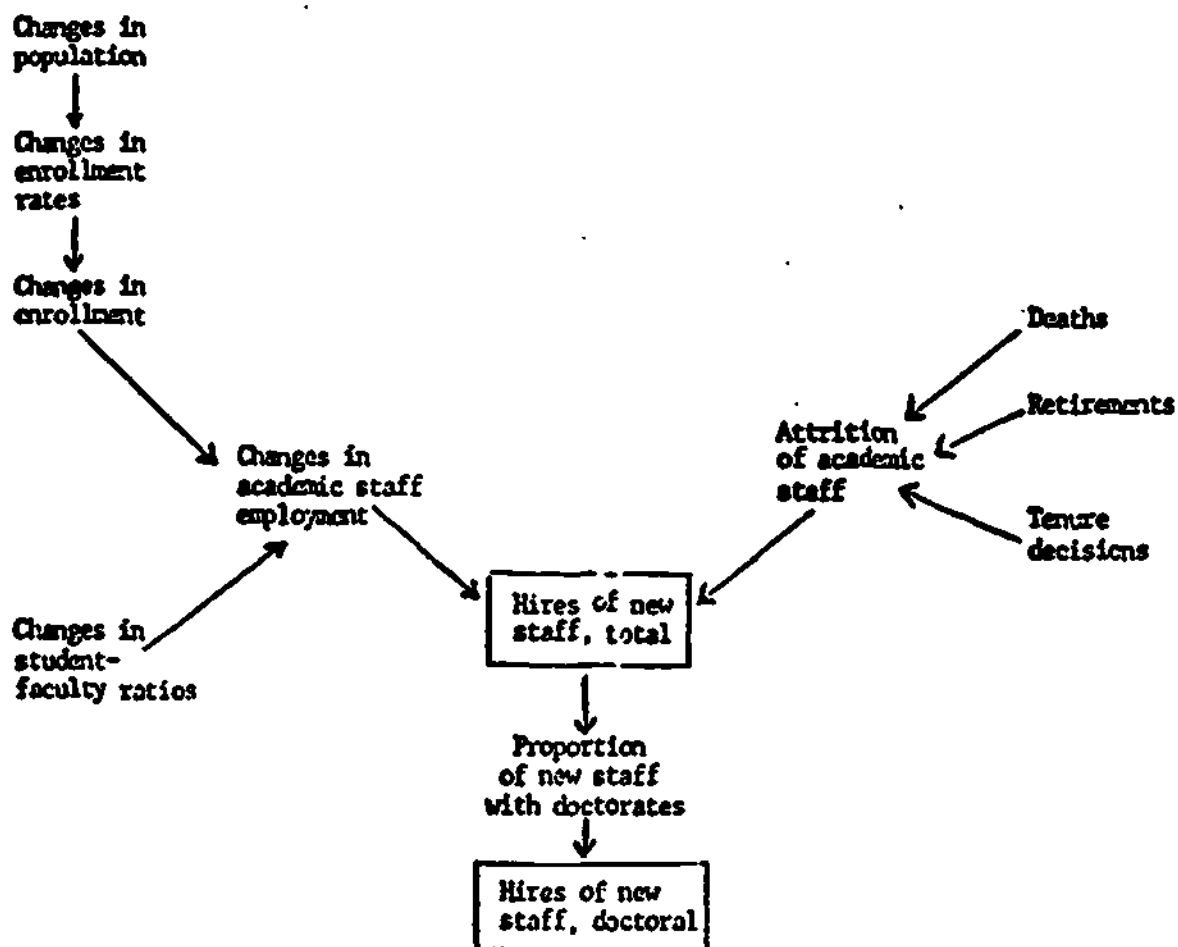 Changes in
population
Changes in
enrollment
rates
Changes in
enrollment
Deaths
Retirements
Attrition
of academic
staff
Tenure
decisions
Changes in
academic staff
employment
Changes in
student-
faculty ratios
Hires of new
staff, total
Proportion
of new staff
with doctorates
Hires of new
staff, doctoral